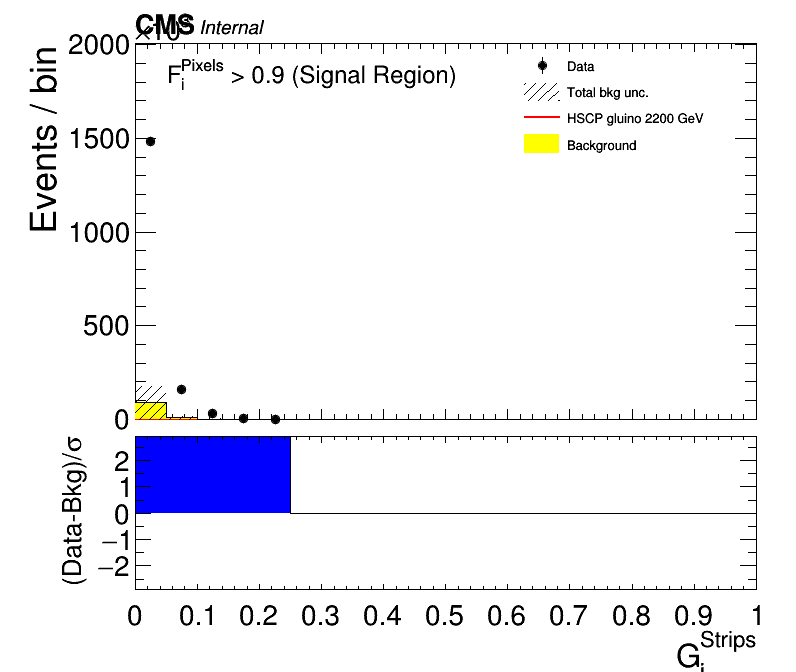 CMS Internal
×10³
Events / bin
2000
1500
1000
500
0
F_i^Pixels > 0.9 (Signal Region)
Data
Total bkg unc.
HSCP gluino 2200 GeV
Background
(Data-Bkg)/σ
2
1
0
−1
−2
0 0.1 0.2 0.3 0.4 0.5 0.6 0.7 0.8 0.9 1
G_i^Strips